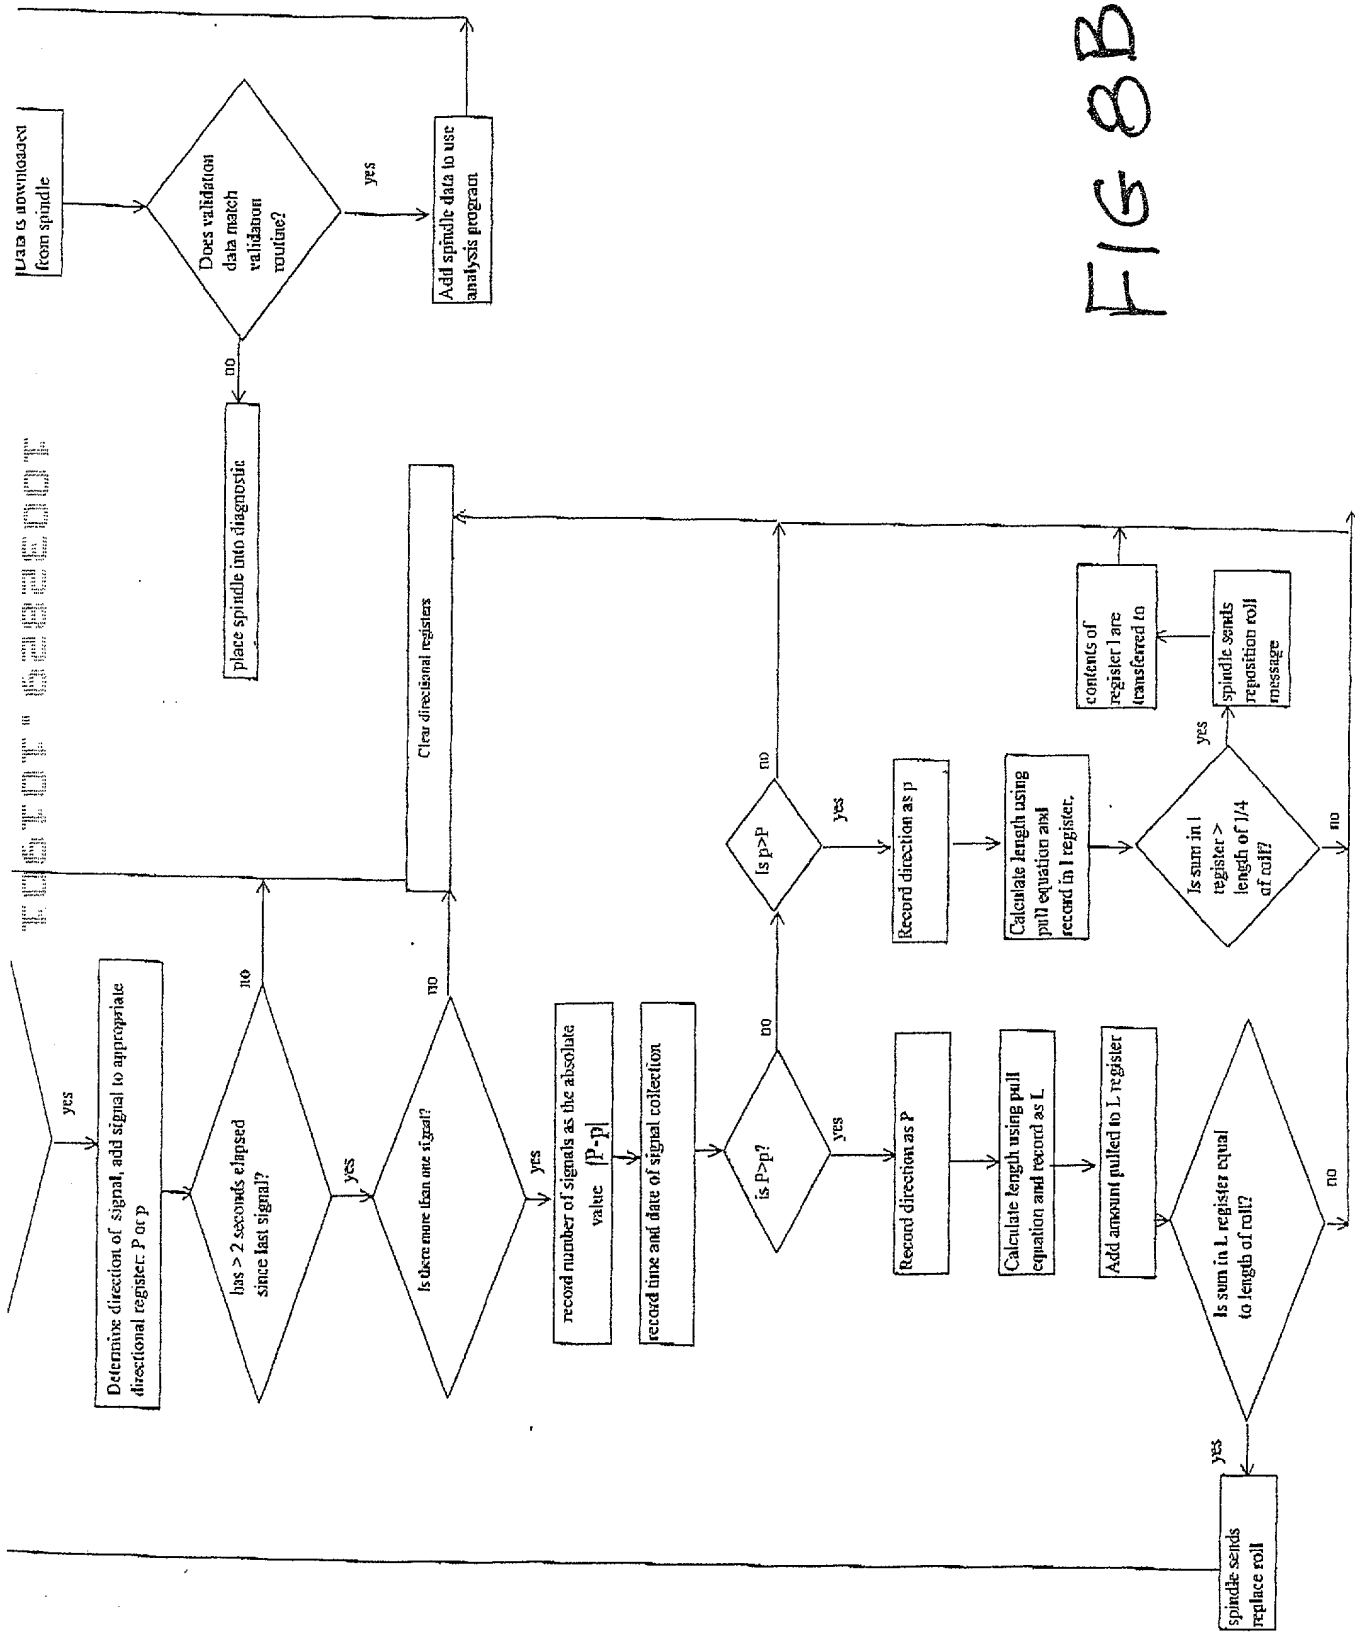 yes
Determine direction of signal, add signal to appropriate
directional register: P or p
has > 2 seconds elapsed
since last signal?
no
yes
Is there more than one signal?
no
yes
record number of signals as the absolute
value |P-p|
record time and date of signal collection
is P>p?
no
yes
Record direction as P
Calculate length using pull
equation and record as L
Add amount pulled to L register
Is sum in L register equal
to length of roll?
no
yes
spindle sends
replace roll
Is p>P
no
yes
Record direction as p
Calculate length using
pull equation and
record in l register.
Is sum in l
register >
length of 1/4
of roll?
no
yes
spindle sends
reposition roll
message
contents of
register l are
transferred to
Clear directional registers
Data is downloaded
from spindle
Does validation
data match
validation
routine?
no
yes
place spindle into diagnostic
Add spindle data to use
analysis program
FIG 8B